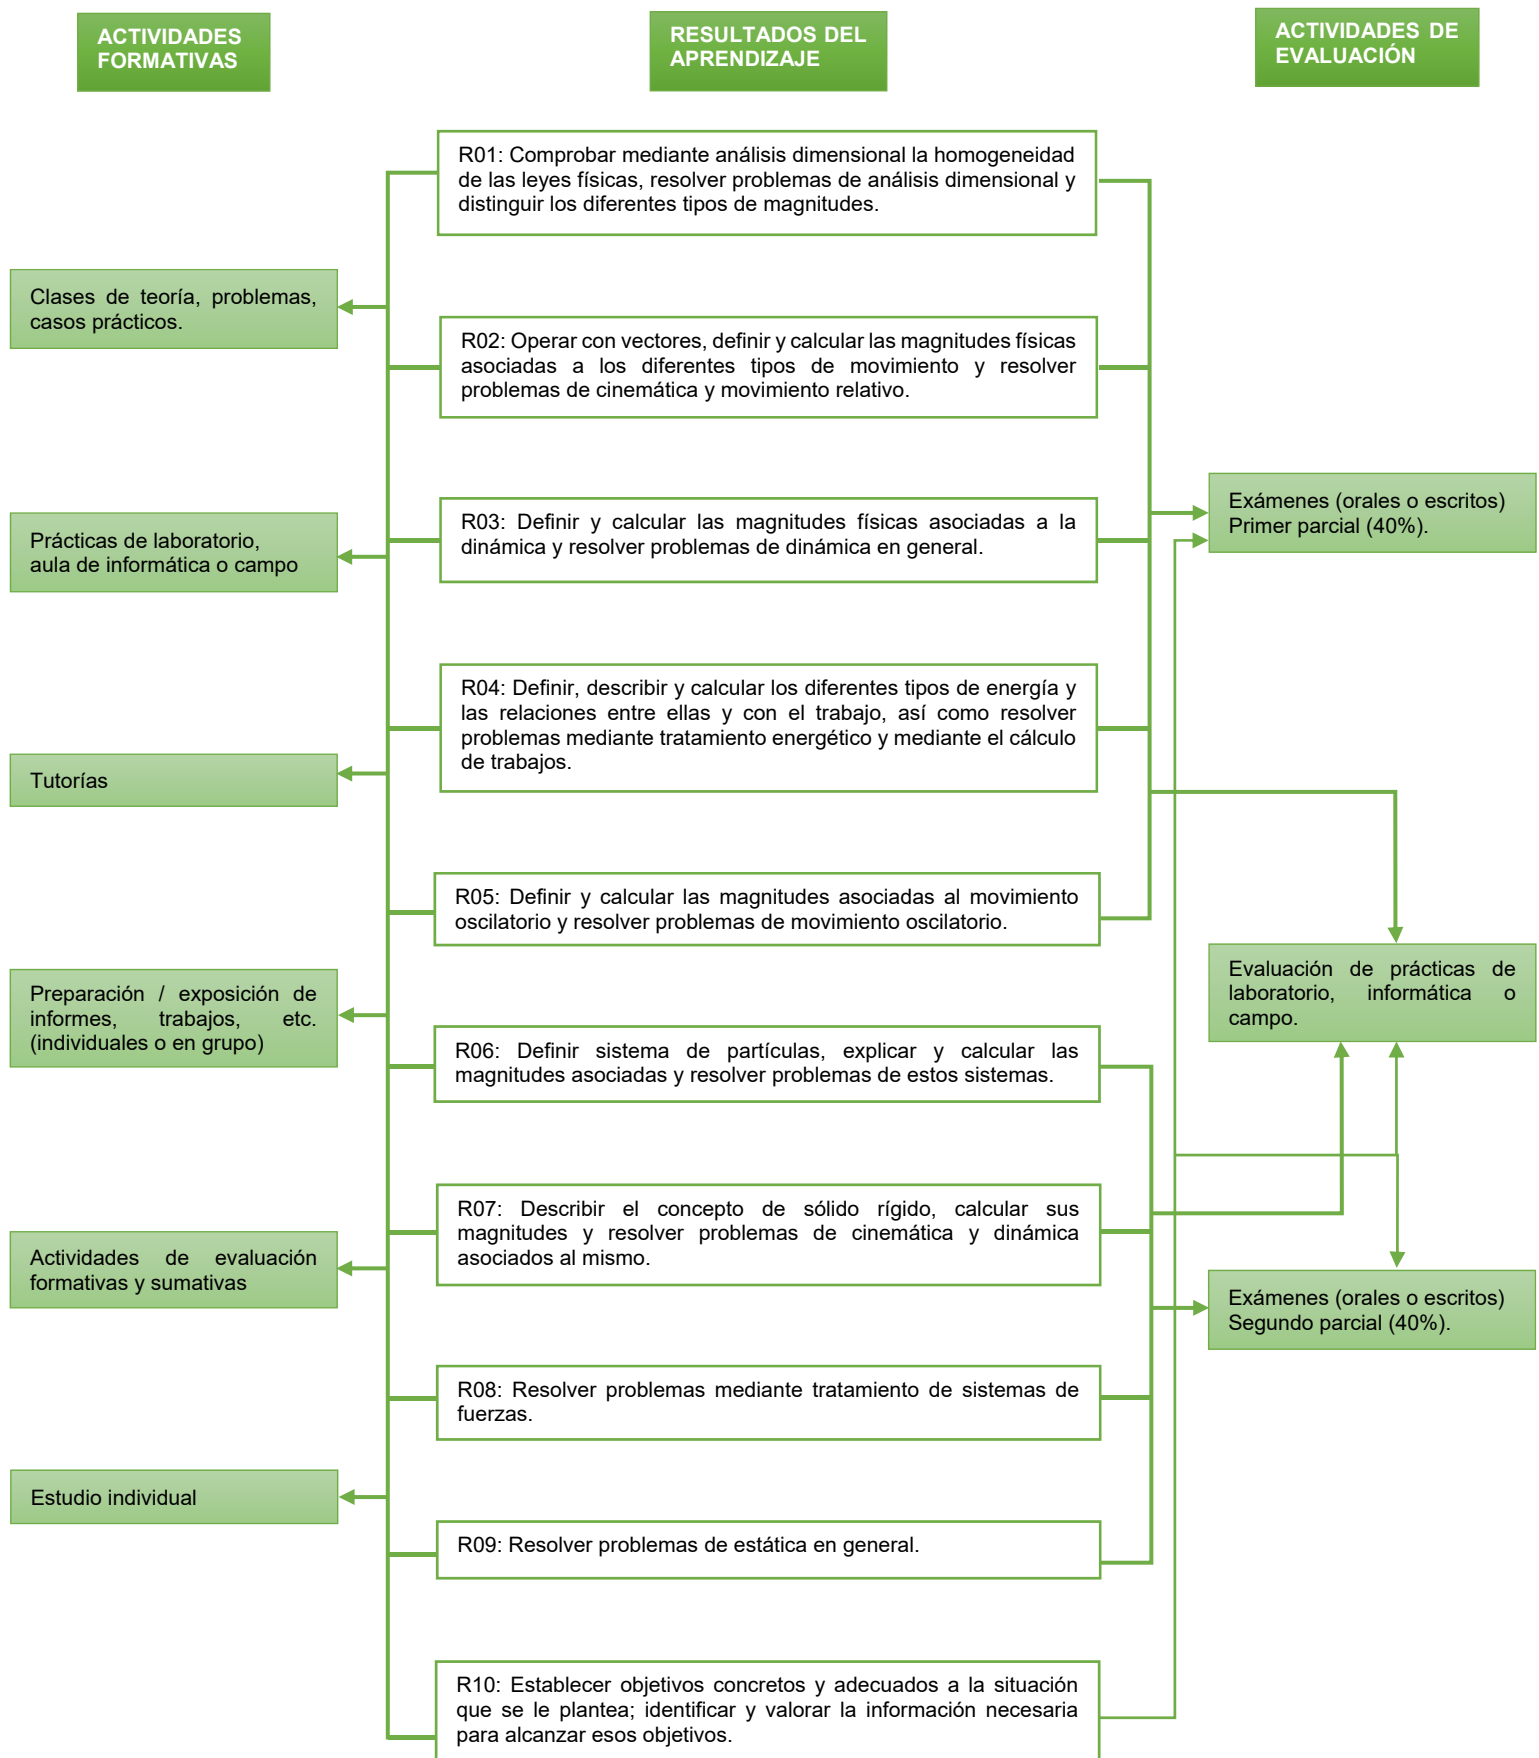 ACTIVIDADES
FORMATIVAS
RESULTADOS DEL
APRENDIZAJE
ACTIVIDADES DE
EVALUACIÓN
R01: Comprobar mediante análisis dimensional la homogeneidad
de las leyes físicas, resolver problemas de análisis dimensional y
distinguir los diferentes tipos de magnitudes.
Clases de teoría, problemas,
casos prácticos.
R02: Operar con vectores, definir y calcular las magnitudes físicas
asociadas a los diferentes tipos de movimiento y resolver
problemas de cinemática y movimiento relativo.
Exámenes (orales o escritos)
Primer parcial (40%).
R03: Definir y calcular las magnitudes físicas asociadas a la
dinámica y resolver problemas de dinámica en general.
Prácticas de laboratorio,
aula de informática o campo
R04: Definir, describir y calcular los diferentes tipos de energía y
las relaciones entre ellas y con el trabajo, así como resolver
problemas mediante tratamiento energético y mediante el cálculo
de trabajos.
Tutorías
R05: Definir y calcular las magnitudes asociadas al movimiento
oscilatorio y resolver problemas de movimiento oscilatorio.
Evaluación de prácticas de
laboratorio, informática o
campo.
Preparación / exposición de
informes, trabajos, etc.
(individuales o en grupo)
R06: Definir sistema de partículas, explicar y calcular las
magnitudes asociadas y resolver problemas de estos sistemas.
R07: Describir el concepto de sólido rígido, calcular sus
magnitudes y resolver problemas de cinemática y dinámica
asociados al mismo.
Actividades de evaluación
formativas y sumativas
Exámenes (orales o escritos)
Segundo parcial (40%).
R08: Resolver problemas mediante tratamiento de sistemas de
fuerzas.
Estudio individual
R09: Resolver problemas de estática en general.
R10: Establecer objetivos concretos y adecuados a la situación
que se le plantea; identificar y valorar la información necesaria
para alcanzar esos objetivos.